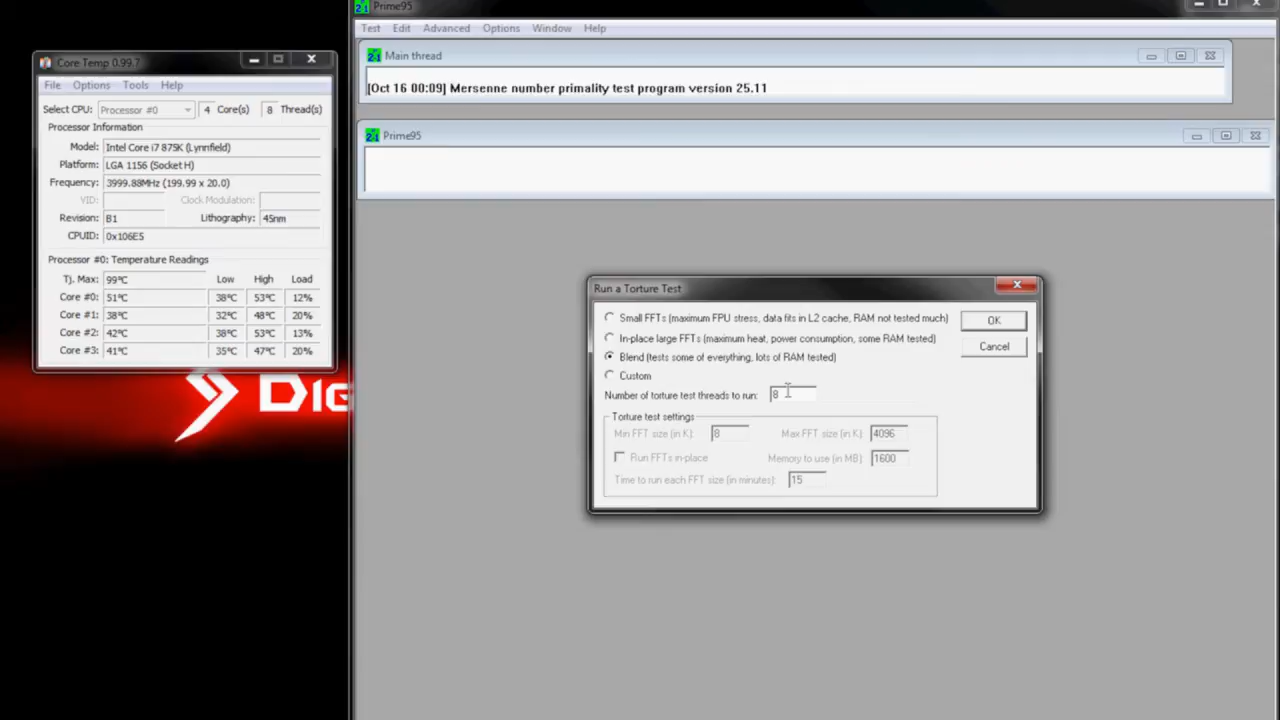 Core Temp 0.99.7
File Options Tools Help
Select CPU: Processor #0 4 Core(s) 8 Thread(s)
Processor Information
Model: Intel Core i7 875K (Lynnfield)
Platform: LGA 1156 (Socket H)
Frequency: 3999.88MHz (199.99 x 20.0)
VID: Clock Modulation:
Revision: B1 Lithography: 45nm
CPUID: 0x106E5
Processor #0: Temperature Readings
Tj. Max: 99°C Low High Load
Core #0: 51°C 38°C 53°C 12%
Core #1: 38°C 32°C 48°C 20%
Core #2: 42°C 38°C 53°C 13%
Core #3: 41°C 35°C 47°C 20%
Prime95
Test Edit Advanced Options Window Help
Main thread
[Oct 16 00:09] Mersenne number primality test program version 25.11
Prime95
Run a Torture Test
Small FFTs (maximum FPU stress, data fits in L2 cache, RAM not tested much)
In-place large FFTs (maximum heat, power consumption, some RAM tested)
Blend (tests some of everything, lots of RAM tested)
Custom
Number of torture test threads to run: 8
Torture test settings
Min FFT size (in K): 8 Max FFT size (in K): 4096
Run FFTs in-place Memory to use (in MB): 1600
Time to run each FFT size (in minutes): 15
OK
Cancel